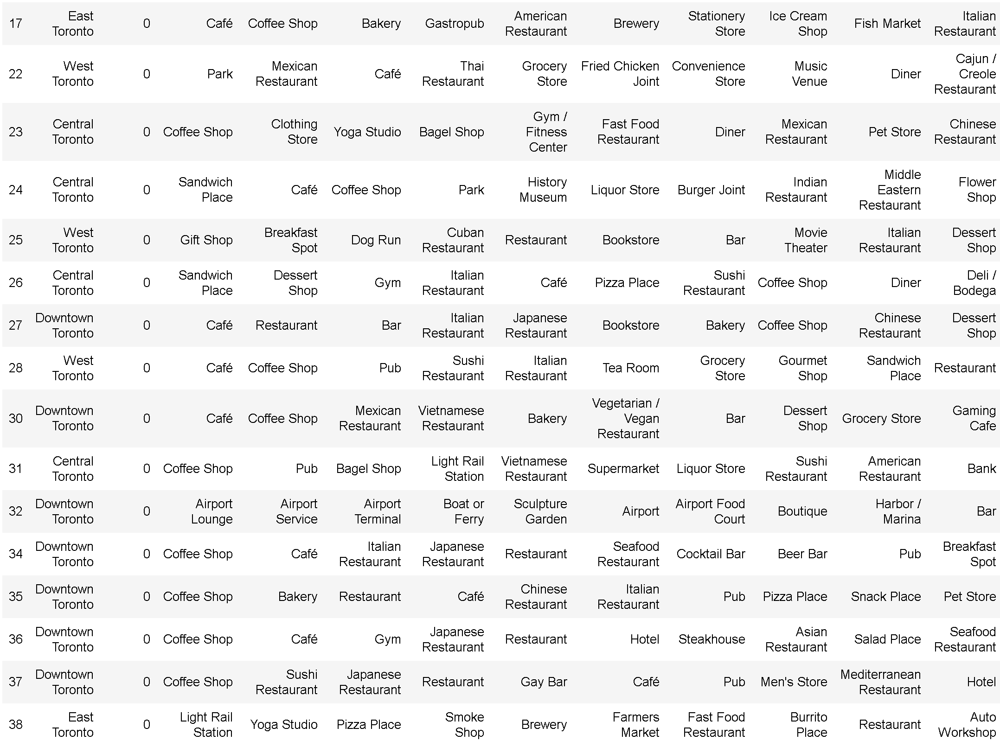 17 East Toronto 0 Café Coffee Shop Bakery Gastropub American Restaurant Brewery Stationery Store Ice Cream Shop Fish Market Italian Restaurant
22 West Toronto 0 Park Mexican Restaurant Café Thai Restaurant Grocery Store Fried Chicken Joint Convenience Store Music Venue Diner Cajun / Creole Restaurant
23 Central Toronto 0 Coffee Shop Clothing Store Yoga Studio Bagel Shop Gym / Fitness Center Fast Food Restaurant Diner Mexican Restaurant Pet Store Chinese Restaurant
24 Central Toronto 0 Sandwich Place Café Coffee Shop Park History Museum Liquor Store Burger Joint Indian Restaurant Middle Eastern Restaurant Flower Shop
25 West Toronto 0 Gift Shop Breakfast Spot Dog Run Cuban Restaurant Restaurant Bookstore Bar Movie Theater Italian Restaurant Dessert Shop
26 Central Toronto 0 Sandwich Place Dessert Shop Gym Italian Restaurant Café Pizza Place Sushi Restaurant Coffee Shop Diner Deli / Bodega
27 Downtown Toronto 0 Café Restaurant Bar Italian Restaurant Japanese Restaurant Bookstore Bakery Coffee Shop Chinese Restaurant Dessert Shop
28 West Toronto 0 Café Coffee Shop Pub Sushi Restaurant Italian Restaurant Tea Room Grocery Store Gourmet Shop Sandwich Place Restaurant
30 Downtown Toronto 0 Café Coffee Shop Mexican Restaurant Vietnamese Restaurant Bakery Vegetarian / Vegan Restaurant Bar Dessert Shop Grocery Store Gaming Cafe
31 Central Toronto 0 Coffee Shop Pub Bagel Shop Light Rail Station Vietnamese Restaurant Supermarket Liquor Store Sushi Restaurant American Restaurant Bank
32 Downtown Toronto 0 Airport Lounge Airport Service Airport Terminal Boat or Ferry Sculpture Garden Airport Airport Food Court Boutique Harbor / Marina Bar
34 Downtown Toronto 0 Coffee Shop Café Italian Restaurant Japanese Restaurant Restaurant Seafood Restaurant Cocktail Bar Beer Bar Pub Breakfast Spot
35 Downtown Toronto 0 Coffee Shop Bakery Restaurant Café Chinese Restaurant Italian Restaurant Pub Pizza Place Snack Place Pet Store
36 Downtown Toronto 0 Coffee Shop Café Gym Japanese Restaurant Restaurant Hotel Steakhouse Asian Restaurant Salad Place Seafood Restaurant
37 Downtown Toronto 0 Coffee Shop Sushi Restaurant Japanese Restaurant Restaurant Gay Bar Café Pub Men's Store Mediterranean Restaurant Hotel
38 East Toronto 0 Light Rail Station Yoga Studio Pizza Place Smoke Shop Brewery Farmers Market Fast Food Restaurant Burrito Place Restaurant Auto Workshop